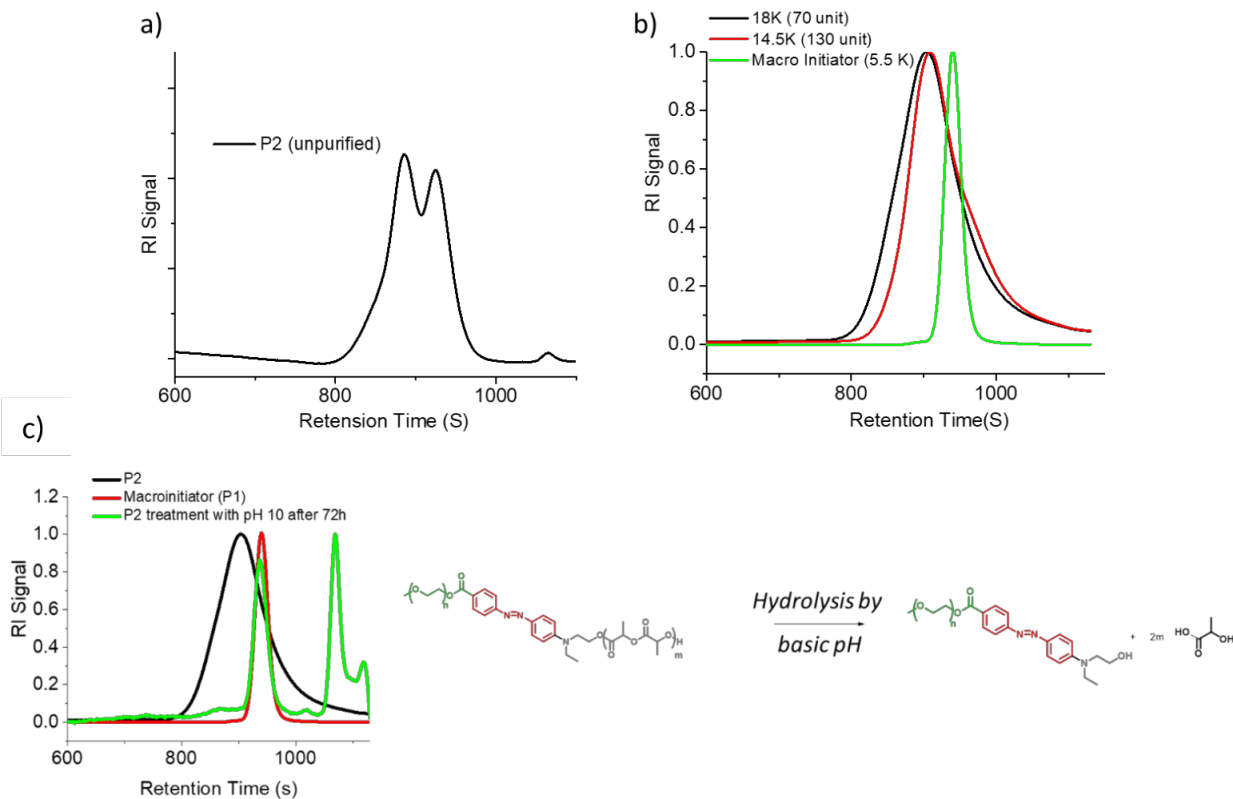 a)
P2 (unpurified)
RI Signal
600
800
1000
Retension Time (S)
b)
18K (70 unit)
14.5K (130 unit)
Macro Initiator (5.5 K)
1.0
0.8
0.6
0.4
0.2
0.0
RI Signal
600
800
1000
Retention Time(S)
c)
P2
Macroinitiator (P1)
P2 treatment with pH 10 after 72h
1.2
1.0
0.8
0.6
0.4
0.2
0.0
RI Signal
600
800
1000
Retention Time (s)
O
O
n
O
N=N
N
O
O
O
O
O
H
m
Hydrolysis by
basic pH
O
O
n
O
N=N
N
OH
+
2m
HO
O
OH